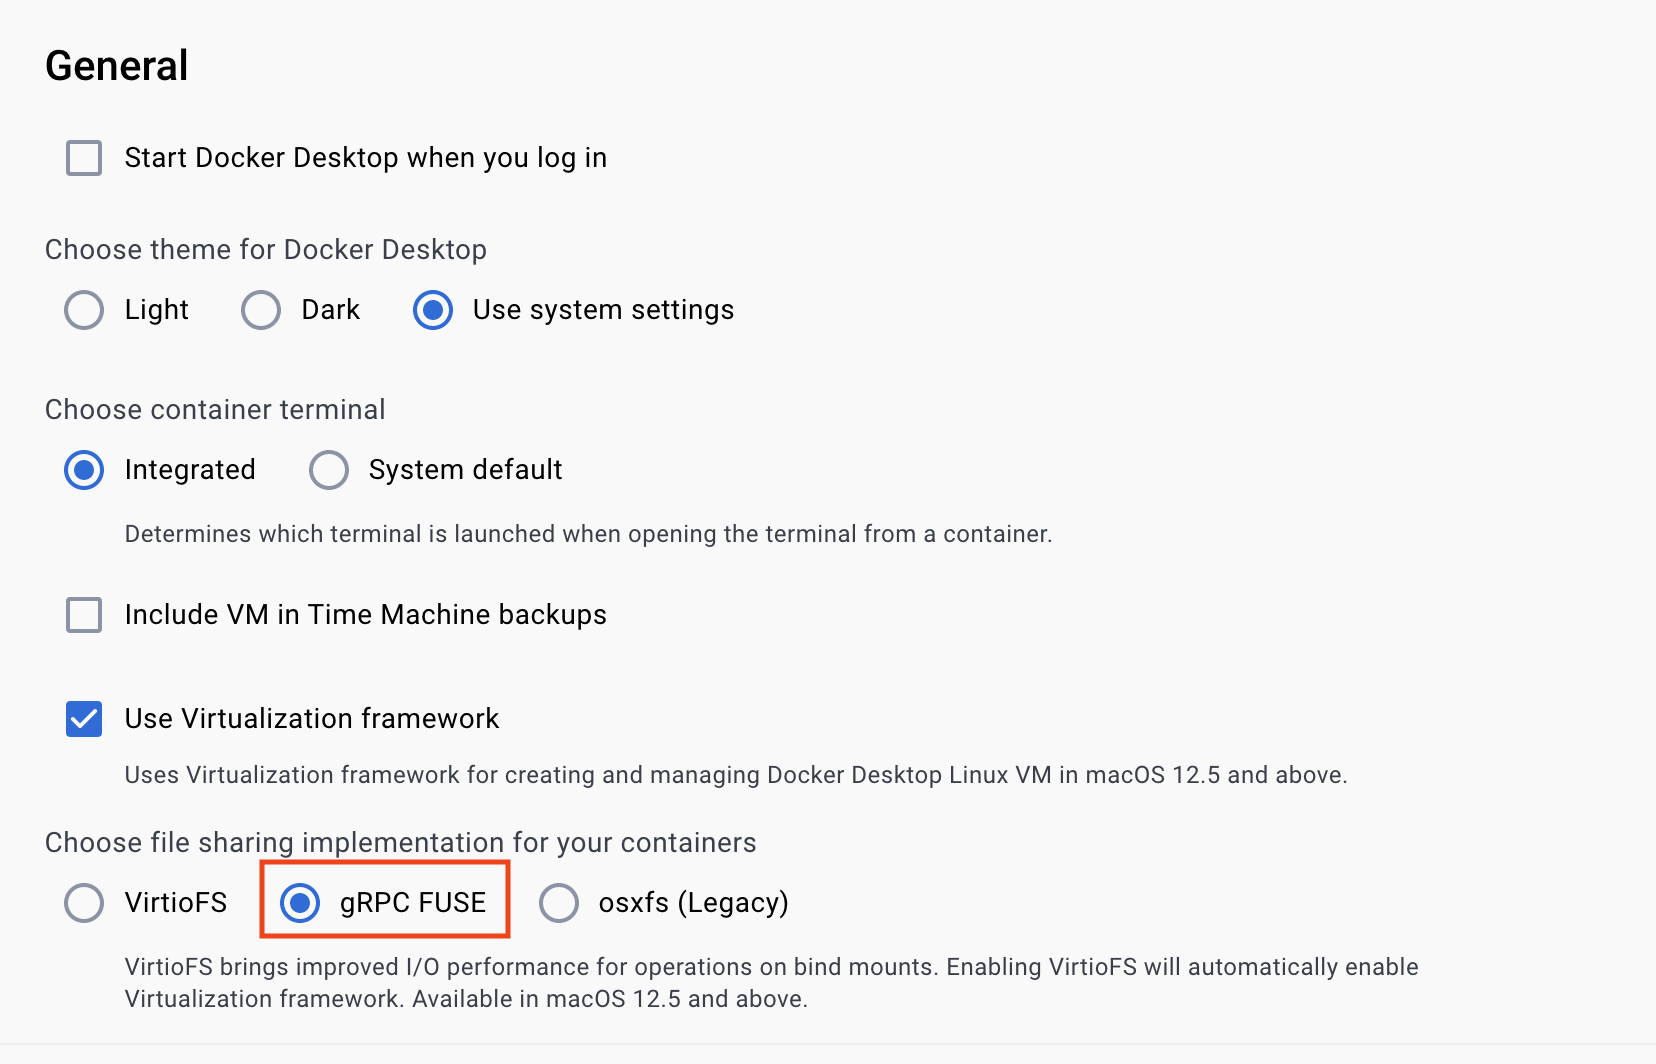 General
Start Docker Desktop when you log in
Choose theme for Docker Desktop
Light Dark Use system settings
Choose container terminal
Integrated System default
Determines which terminal is launched when opening the terminal from a container.
Include VM in Time Machine backups
Use Virtualization framework
Uses Virtualization framework for creating and managing Docker Desktop Linux VM in macOS 12.5 and above.
Choose file sharing implementation for your containers
VirtioFS gRPC FUSE osxfs (Legacy)
VirtioFS brings improved I/O performance for operations on bind mounts. Enabling VirtioFS will automatically enable
Virtualization framework. Available in macOS 12.5 and above.